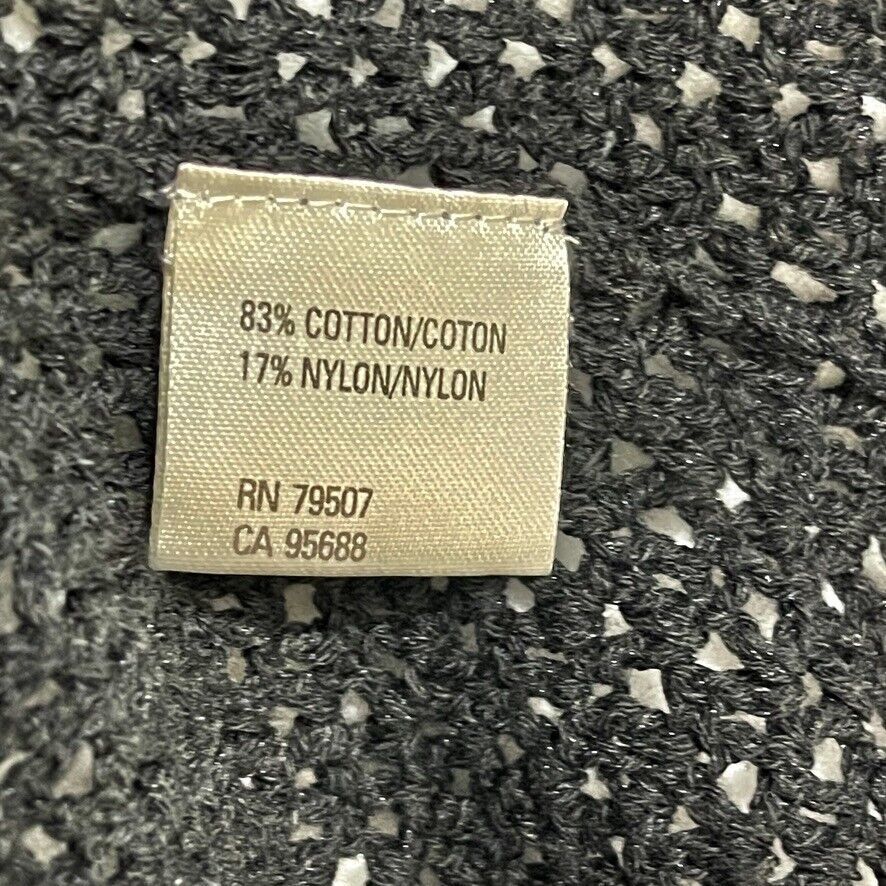 83% COTTON/COTON
17% NYLON/NYLON
RN 79507
CA 95688